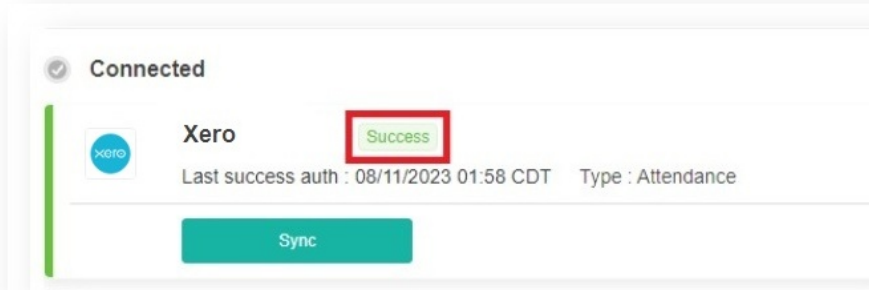 Connected
Xero Success
xero
Last success auth : 08/11/2023 01:58 CDT Type : Attendance
Sync